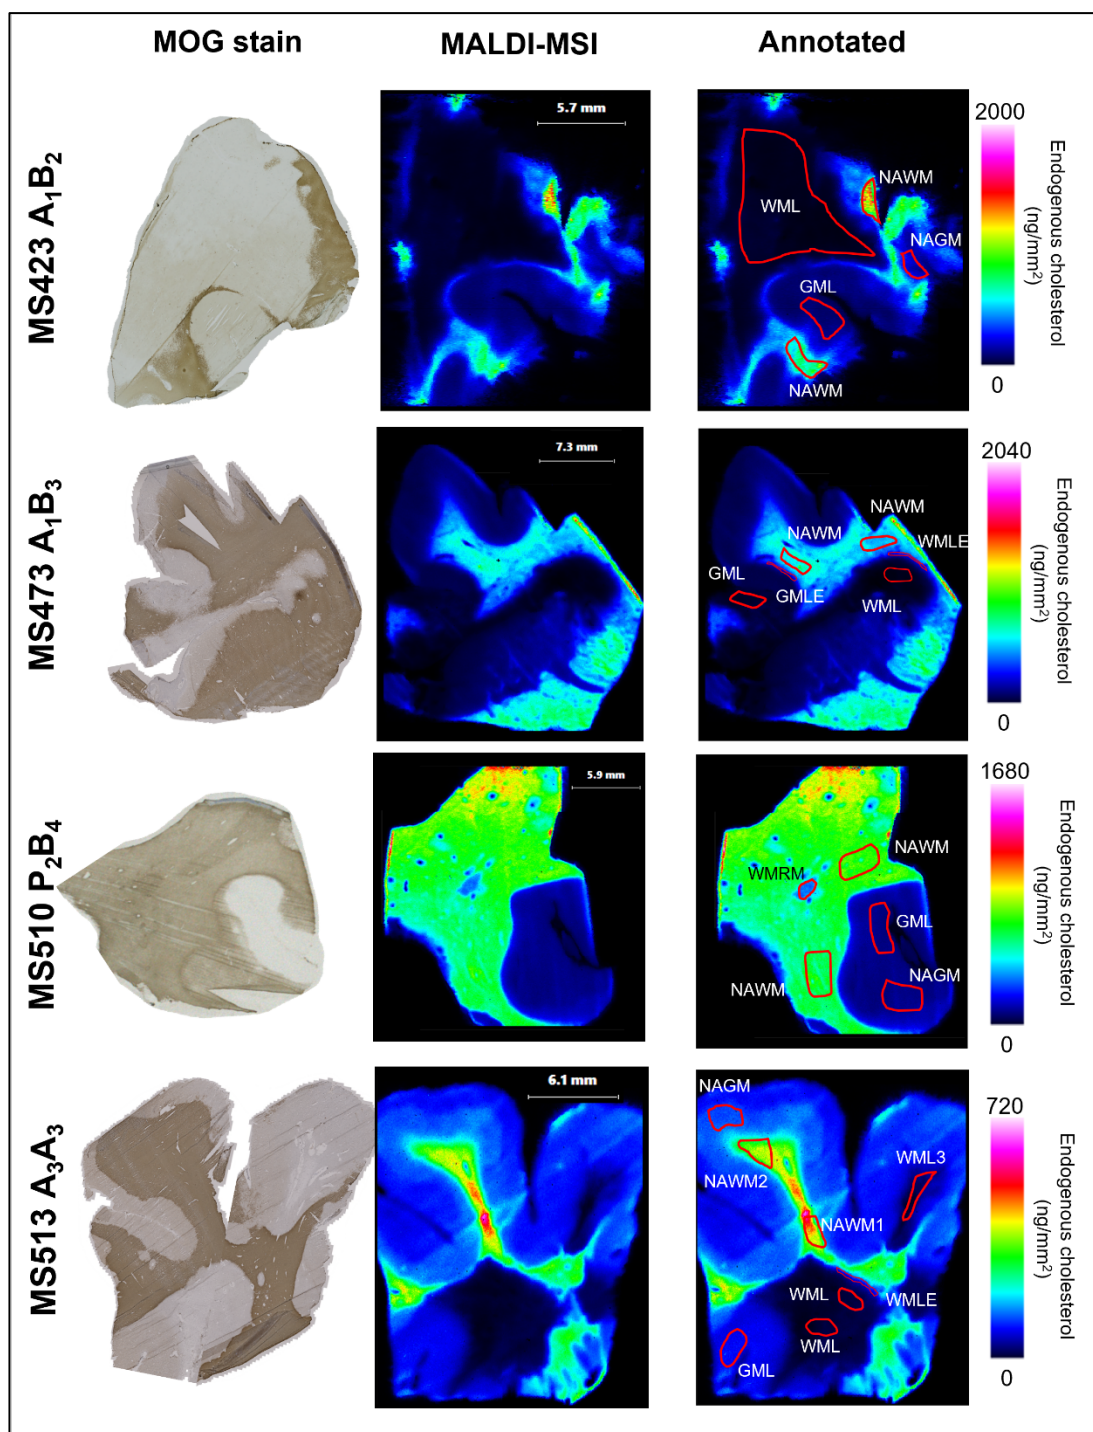 MOG stain MALDI-MSI Annotated
MS423 A₁B₂
5.7 mm
WML
NAWM
NAGM
GML
NAWM
2000
0
Endogenous cholesterol
(ng/mm²)
MS473 A₁B₃
7.3 mm
NAWM
NAWM
WMLE
GML
GMLE
WML
2040
0
Endogenous cholesterol
(ng/mm²)
MS510 P₂B₄
5.9 mm
NAWM
WMRM
GML
NAGM
NAWM
1680
0
Endogenous cholesterol
(ng/mm²)
MS513 A₃A₃
6.1 mm
NAGM
NAWM2
WML3
NAWM1
WML
WMLE
WML
GML
720
0
Endogenous cholesterol
(ng/mm²)